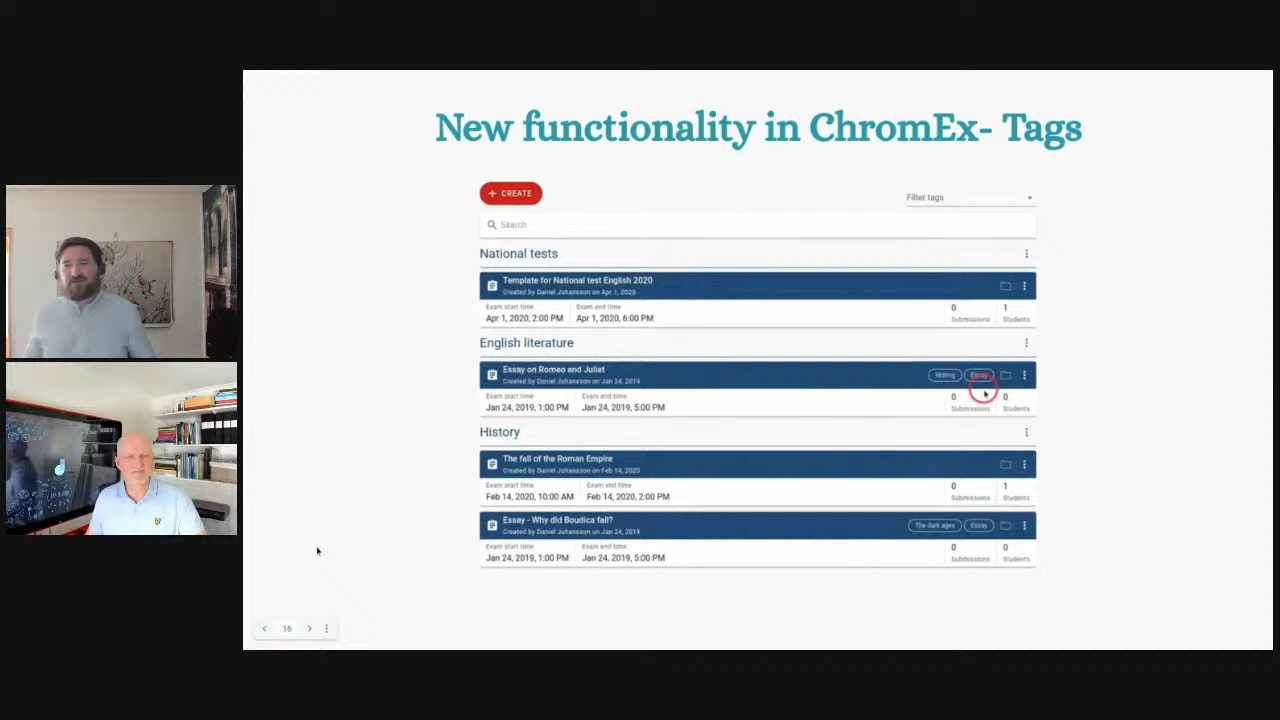 New functionality in ChromEx- Tags
+ CREATE
Filter tags
Search
National tests
Template for National test English 2020
Created by Daniel Johansson on Apr 1, 2020
Exam start time
Exam end time
0
1
Apr 1, 2020, 2:00 PM
Apr 1, 2020, 6:00 PM
Submissions
Students
English literature
Essay on Romeo and Juliet
Writing
Essay
Created by Daniel Johansson on Jan 24, 2019
Exam start time
Exam end time
0
0
Jan 24, 2019, 1:00 PM
Jan 24, 2019, 5:00 PM
Submissions
Students
History
The fall of the Roman Empire
Created by Daniel Johansson on Feb 14, 2020
Exam start time
Exam end time
0
1
Feb 14, 2020, 10:00 AM
Feb 14, 2020, 2:00 PM
Submissions
Students
Essay - Why did Boudica fail?
The dark ages
Essay
Created by Daniel Johansson on Jan 24, 2019
Exam start time
Exam end time
0
0
Jan 24, 2019, 1:00 PM
Jan 24, 2019, 5:00 PM
Submissions
Students
16